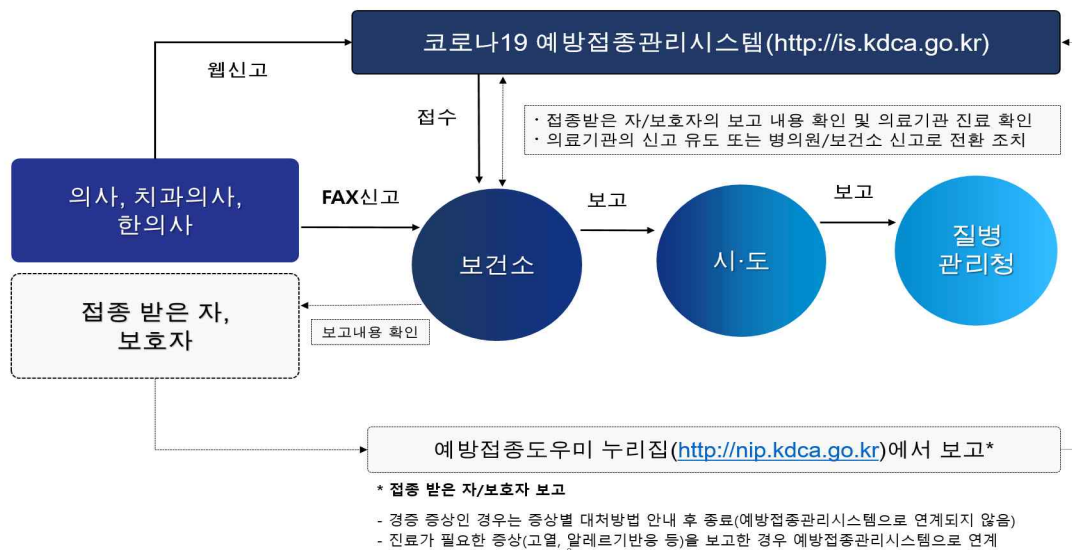 코로나19 예방접종관리시스템(http://is.kdca.go.kr)
웹신고
접수
· 접종받은 자/보호자의 보고 내용 확인 및 의료기관 진료 확인
· 의료기관의 신고 유도 또는 병의원/보건소 신고로 전환 조치
의사, 치과의사,
한의사
FAX신고
보건소
보고
시·도
보고
질병
관리청
접종 받은 자,
보호자
보고내용 확인
예방접종도우미 누리집(http://nip.kdca.go.kr)에서 보고*
* 접종 받은 자/보호자 보고
- 경증 증상인 경우는 증상별 대처방법 안내 후 종료(예방접종관리시스템으로 연계되지 않음)
- 진료가 필요한 증상(고열, 알레르기반응 등)을 보고한 경우 예방접종관리시스템으로 연계